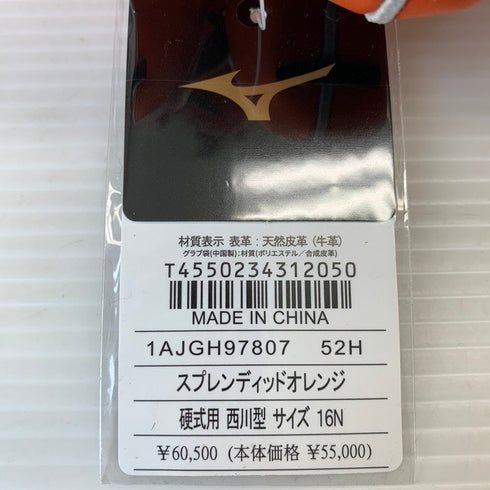 材質表示 表革：天然皮革 (牛革)
グラブ袋(中国製):材質(ポリエステル／合成皮革)
T4550234312050
MADE IN CHINA
1AJGH97807 52H
スプレンディッドオレンジ
硬式用 西川型 サイズ 16N
¥60,500 (本体価格 ¥55,000)